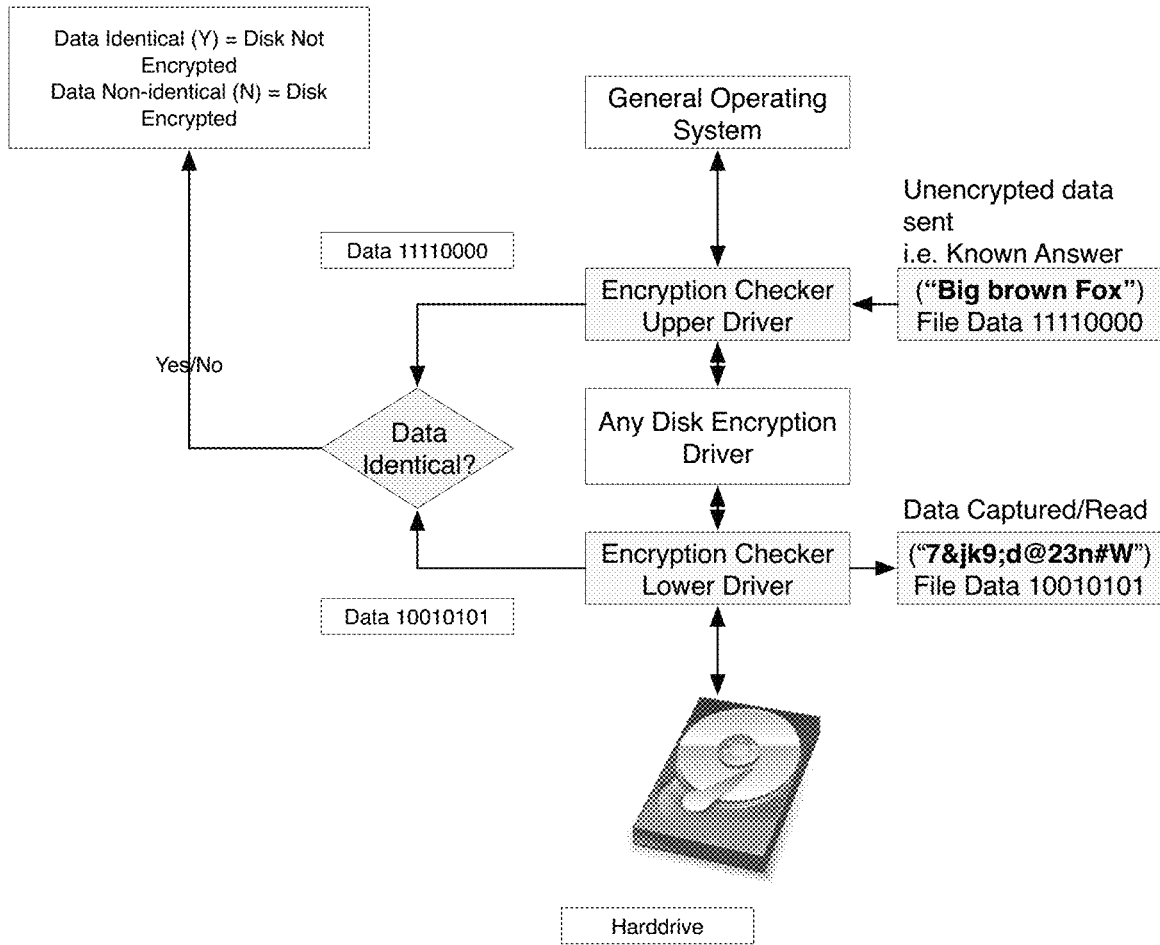 Data Identical (Y) = Disk Not
Encrypted
Data Non-identical (N) = Disk
Encrypted
General Operating
System
Unencrypted data
sent
i.e. Known Answer
("Big brown Fox")
File Data 11110000
Data 11110000
Encryption Checker
Upper Driver
Yes/No
Data
Identical?
Any Disk Encryption
Driver
Data Captured/Read
("7&jk9;d@23n#W")
File Data 10010101
Encryption Checker
Lower Driver
Data 10010101
Harddrive